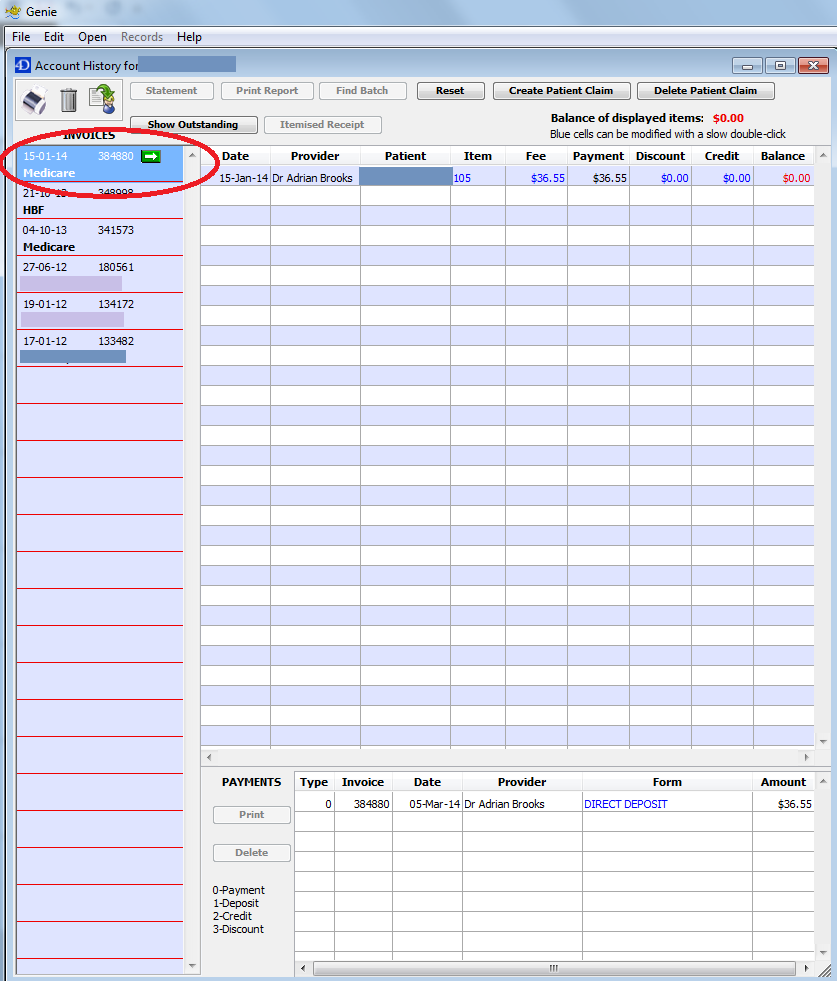 Genie
File Edit Open Records Help
Account History for
Statement Print Report Find Batch Reset Create Patient Claim Delete Patient Claim
Show Outstanding Itemised Receipt
Balance of displayed items: $0.00
Blue cells can be modified with a slow double-click
INVOICES
15-01-14 384880
Medicare
21-10-13 348998
HBF
04-10-13 341573
Medicare
27-06-12 180561
19-01-12 134172
17-01-12 133482
Date Provider Patient Item Fee Payment Discount Credit Balance
15-Jan-14 Dr Adrian Brooks 105 $36.55 $36.55 $0.00 $0.00 $0.00
PAYMENTS
Print
Delete
0-Payment
1-Deposit
2-Credit
3-Discount
Type Invoice Date Provider Form Amount
0 384880 05-Mar-14 Dr Adrian Brooks DIRECT DEPOSIT $36.55